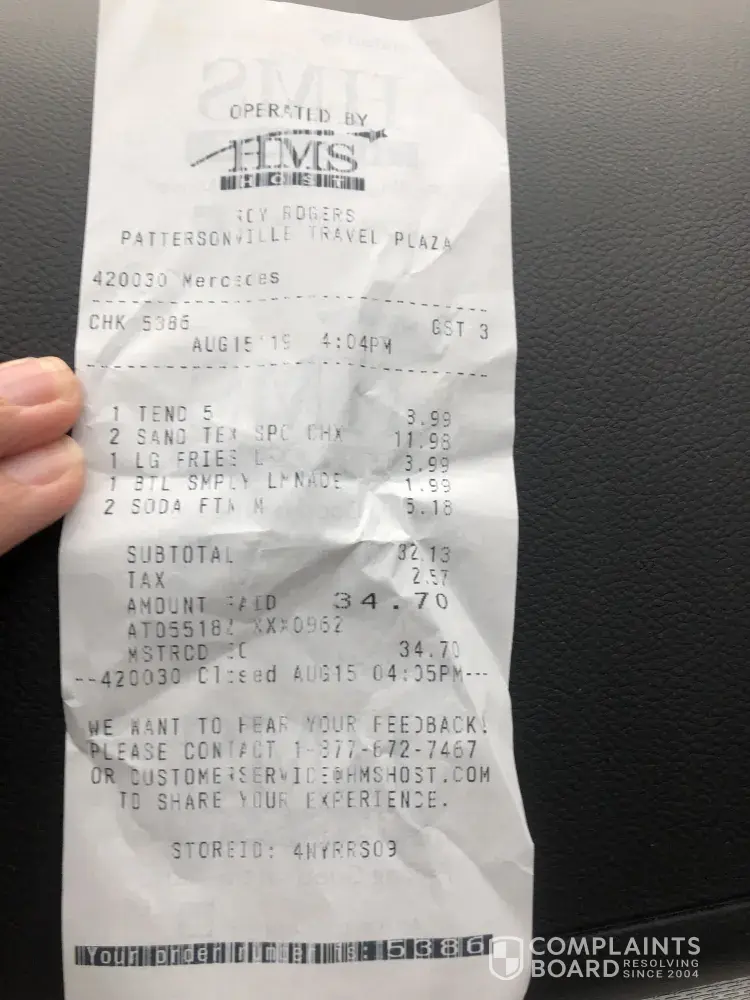 OPERATED BY
HMS
HOST
ROY ROGERS
PATTERSONVILLE TRAVEL PLAZA
420030 Mercedes
CHK 5386 GST 3
AUG15'19 4:04PM
1 TEND 5 3.99
2 SAND TEX SPC CHX 11.98
1 LG FRIES L 3.99
1 BTL SMPLY LMNADE 1.99
2 SODA FTN M 5.18
SUBTOTAL 32.13
TAX 2.57
AMOUNT PAID 34.70
XXX0962
MSTRCD 34.70
--420030 Closed AUG15 04:05PM---
WE WANT TO HEAR YOUR FEEDBACK!
PLEASE CONTACT 1-877-672-7467
OR CUSTOMERSERVICE@HMSHOST.COM
TO SHARE YOUR EXPERIENCE.
STOREID: 4NYRRS09
Your order number is: 5386
COMPLAINTS
BOARD RESOLVING
SINCE 2004